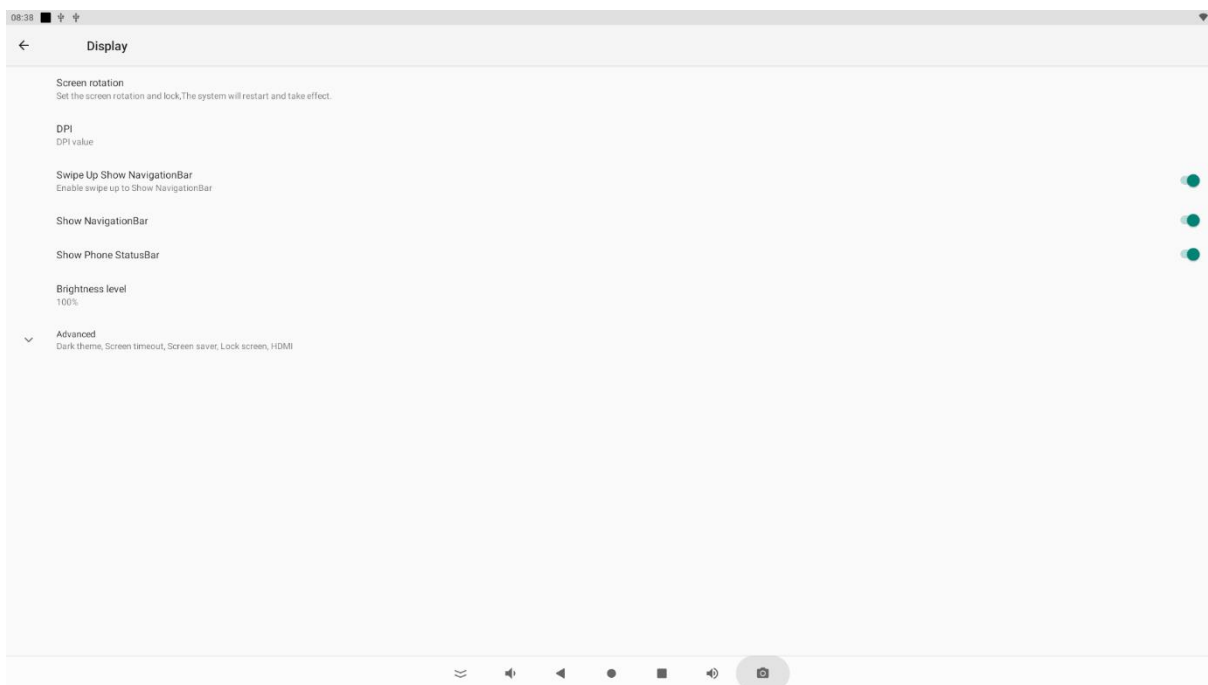 08:38
Display
Screen rotation
Set the screen rotation and lock,The system will restart and take effect.
DPI
DPI value
Swipe Up Show NavigationBar
Enable swipe up to Show NavigationBar
Show NavigationBar
Show Phone StatusBar
Brightness level
100%
Advanced
Dark theme, Screen timeout, Screen saver, Lock screen, HDMI